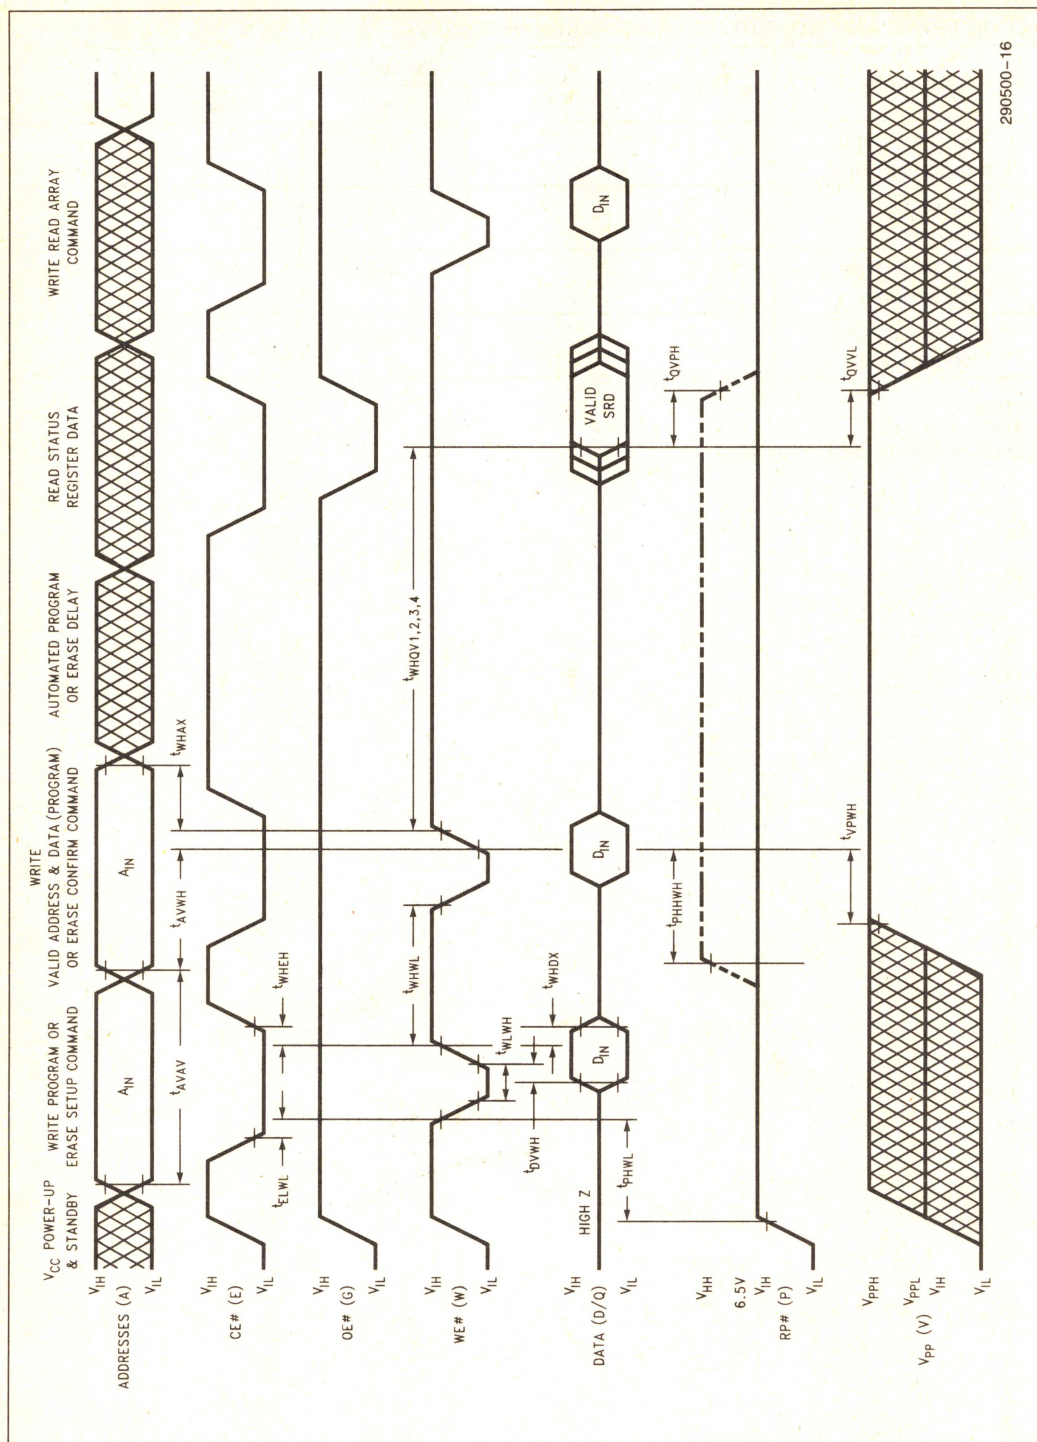 V_CC POWER-UP
& STANDBY
WRITE PROGRAM OR
ERASE SETUP COMMAND
WRITE
VALID ADDRESS & DATA (PROGRAM)
OR ERASE CONFIRM COMMAND
AUTOMATED PROGRAM
OR ERASE DELAY
READ STATUS
REGISTER DATA
WRITE READ ARRAY
COMMAND
V_IH
ADDRESSES (A)
V_IL
A_IN
A_IN
t_AVAV
t_AVWH
t_WHAX
V_IH
CE# (E)
V_IL
t_ELWL
t_WHEH
V_IH
OE# (G)
V_IL
t_WHWL
t_WHQV1,2,3,4
V_IH
WE# (W)
V_IL
t_WLWH
t_DVWH
t_WHDX
V_IH
DATA (D/Q)
V_IL
HIGH Z
D_IN
D_IN
VALID
SRD
D_IN
t_PHWL
t_PHHWH
t_QVPH
V_HH
6.5V
V_IH
RP# (P)
V_IL
t_VPWH
t_QVVL
V_PPH
V_PPL
V_PP (V)
V_IH
V_IL
290500-16